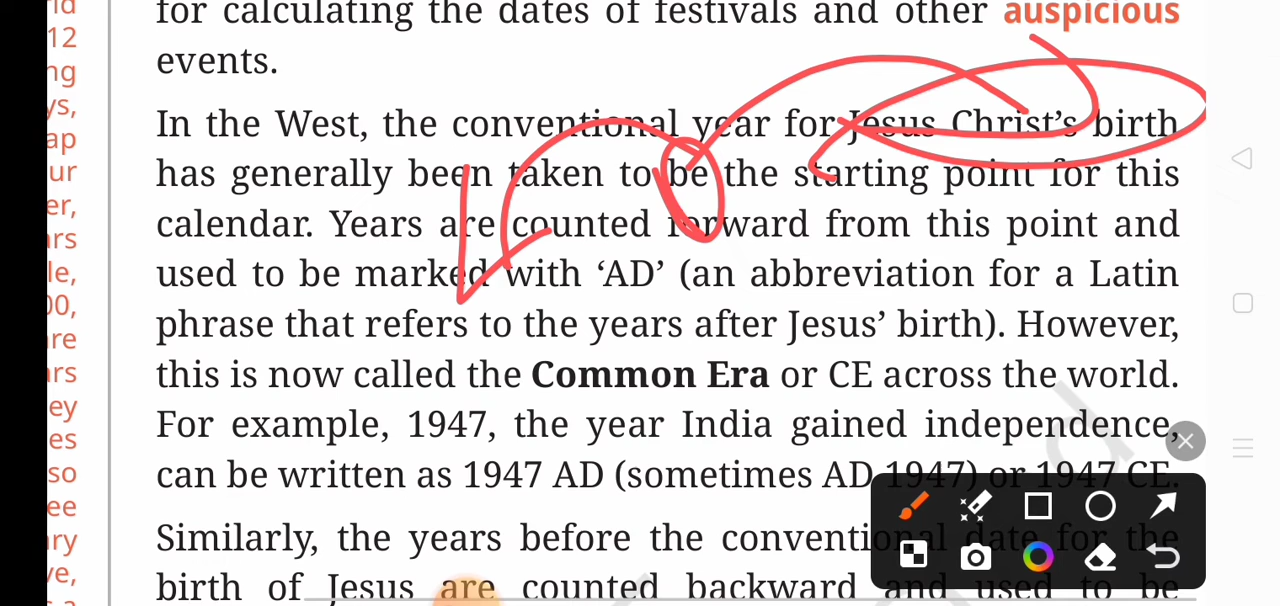 for calculating the dates of festivals and other auspicious
events.
In the West, the conventional year for Jesus Christ’s birth
has generally been taken to be the starting point for this
calendar. Years are counted forward from this point and
used to be marked with ‘AD’ (an abbreviation for a Latin
phrase that refers to the years after Jesus’ birth). However,
this is now called the Common Era or CE across the world.
For example, 1947, the year India gained independence,
can be written as 1947 AD (sometimes AD 1947) or 1947 CE.
Similarly, the years before the conventional date for the
birth of Jesus are counted backward and used to be